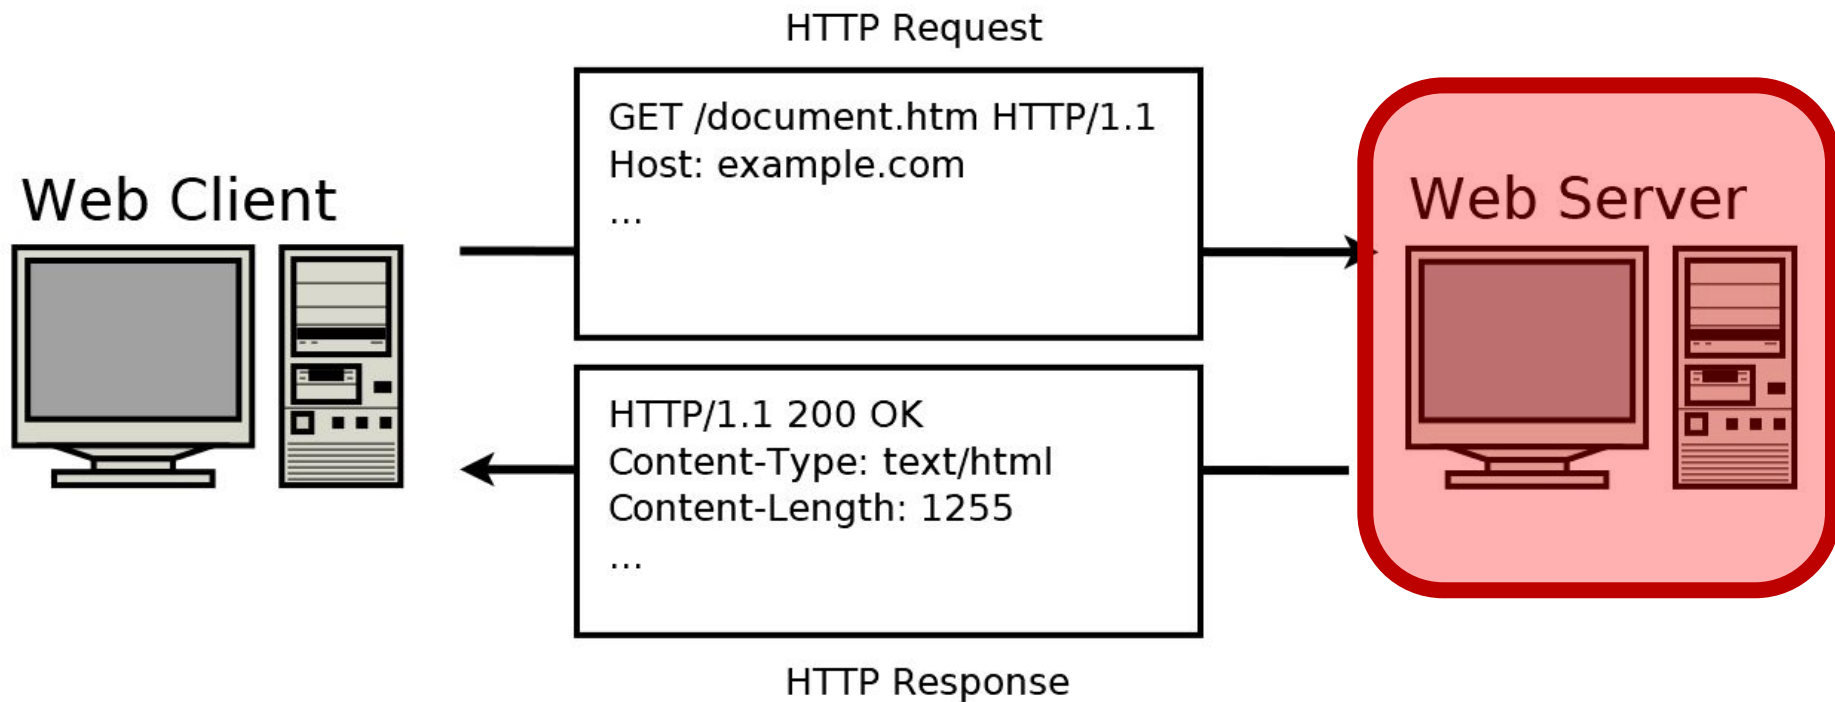 HTTP Request
GET /document.htm HTTP/1.1
Host: example.com
...
Web Client
Web Server
HTTP/1.1 200 OK
Content-Type: text/html
Content-Length: 1255
...
HTTP Response